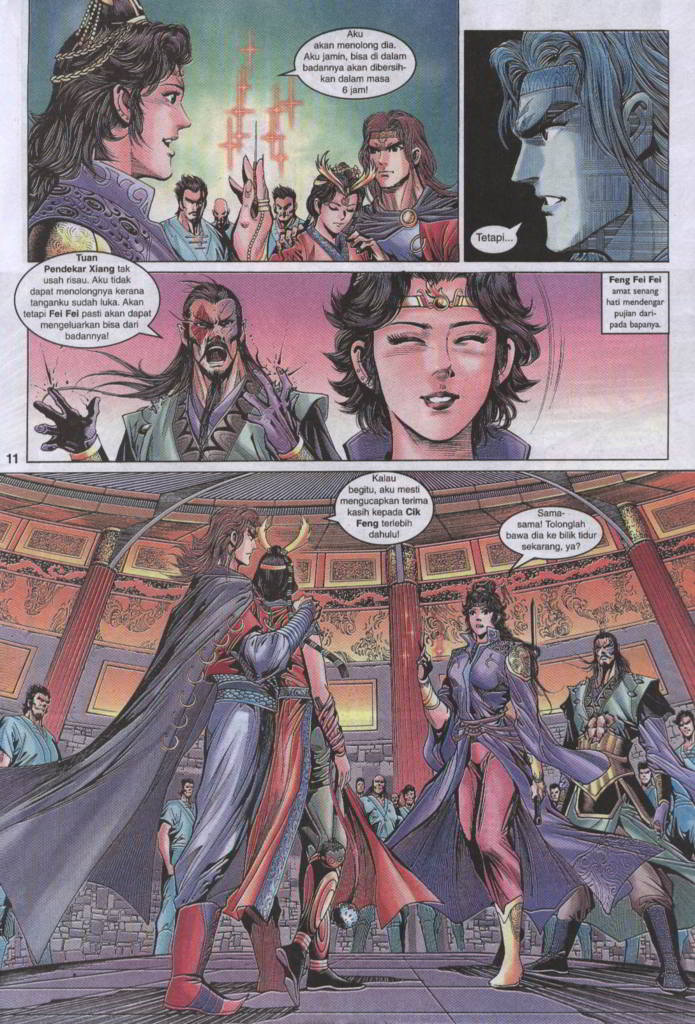 Aku
akan menolong dia.
Aku jamin, bisa di dalam
badannya akan dibersih-
kan dalam masa
6 jam!
Tetapi...
Tuan
Pendekar Xiang tak
usah risau. Aku tidak
dapat menolongnya kerana
tanganku sudah luka. Akan
tetapi Fei Fei pasti akan dapat
mengeluarkan bisa dari
badannya!
Feng Fei Fei
amat senang
hati mendengar
pujian dari-
pada bapanya.
11
Kalau
begitu, aku mesti
mengucapkan terima
kasih kepada Cik
Feng terlebih
dahulu!
Sama-
sama! Tolonglah
bawa dia ke bilik tidur
sekarang, ya?